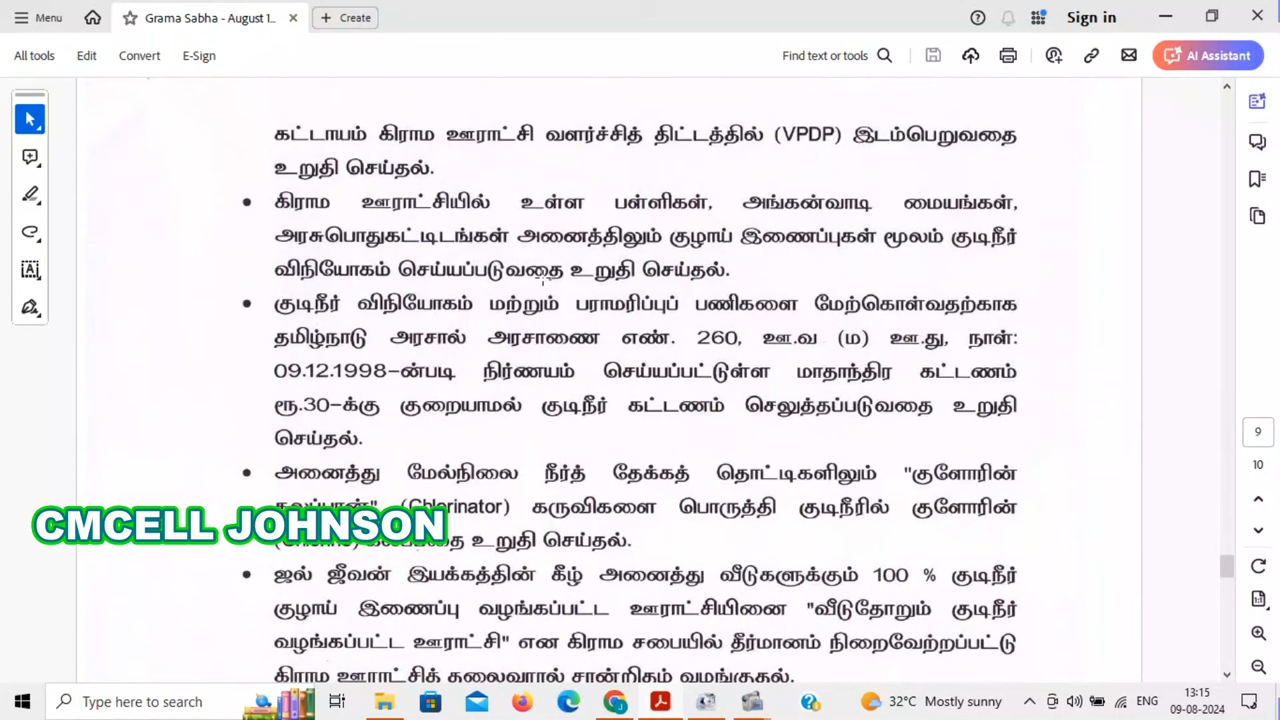 Menu
Grama Sabha - August 1...
Create
Sign in
All tools Edit Convert E-Sign
Find text or tools
AI Assistant
கட்டாயம் கிராம ஊராட்சி வளர்ச்சித் திட்டத்தில் (VPDP) இடம்பெறுவதை
உறுதி செய்தல்.
• கிராம ஊராட்சியில் உள்ள பள்ளிகள், அங்கன்வாடி மையங்கள்,
அரசுபொதுகட்டிடங்கள் அனைத்திலும் குழாய் இணைப்புகள் மூலம் குடிநீர்
விநியோகம் செய்யப்படுவதை உறுதி செய்தல்.
• குடிநீர் விநியோகம் மற்றும் பராமரிப்புப் பணிகளை மேற்கொள்வதற்காக
தமிழ்நாடு அரசால் அரசாணை எண். 260, ஊ.வ (ம) ஊ.து, நாள்:
09.12.1998-ன்படி நிர்ணயம் செய்யப்பட்டுள்ள மாதாந்திர கட்டணம்
ரூ.30-க்கு குறையாமல் குடிநீர் கட்டணம் செலுத்தப்படுவதை உறுதி
செய்தல்.
• அனைத்து மேல்நிலை நீர்த் தேக்கத் தொட்டிகளிலும் "குளோரின்
(Chlorinator) கருவிகளை பொருத்தி குடிநீரில் குளோரின்
உறுதி செய்தல்.
CMCELL JOHNSON
• ஜல் ஜீவன் இயக்கத்தின் கீழ் அனைத்து வீடுகளுக்கும் 100 % குடிநீர்
குழாய் இணைப்பு வழங்கப்பட்ட ஊராட்சியினை "வீடுதோறும் குடிநீர்
வழங்கப்பட்ட ஊராட்சி" என கிராம சபையில் தீர்மானம் நிறைவேற்றப்பட்டு
கிராம ஊராட்சித் தலைவரால் சான்றிதழ் வழங்குதல்.
9
10
Type here to search
32°C Mostly sunny
ENG
13:15
09-08-2024